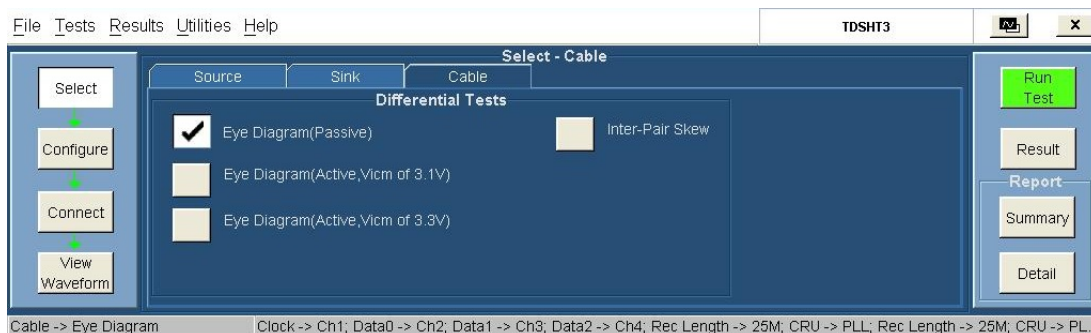 File Tests Results Utilities Help TDSHT3 x
Select - Cable
Select Source Sink Cable Run Test
Differential Tests
Eye Diagram(Passive) Inter-Pair Skew
Configure Result
Eye Diagram(Active,Vicm of 3.1V)
Report
Connect Eye Diagram(Active,Vicm of 3.3V) Summary
View Waveform Detail
Cable -> Eye Diagram Clock -> Ch1; Data0 -> Ch2; Data1 -> Ch3; Data2 -> Ch4; Rec Length -> 25M; CRU -> PLL; Rec Length -> 25M; CRU -> PLL